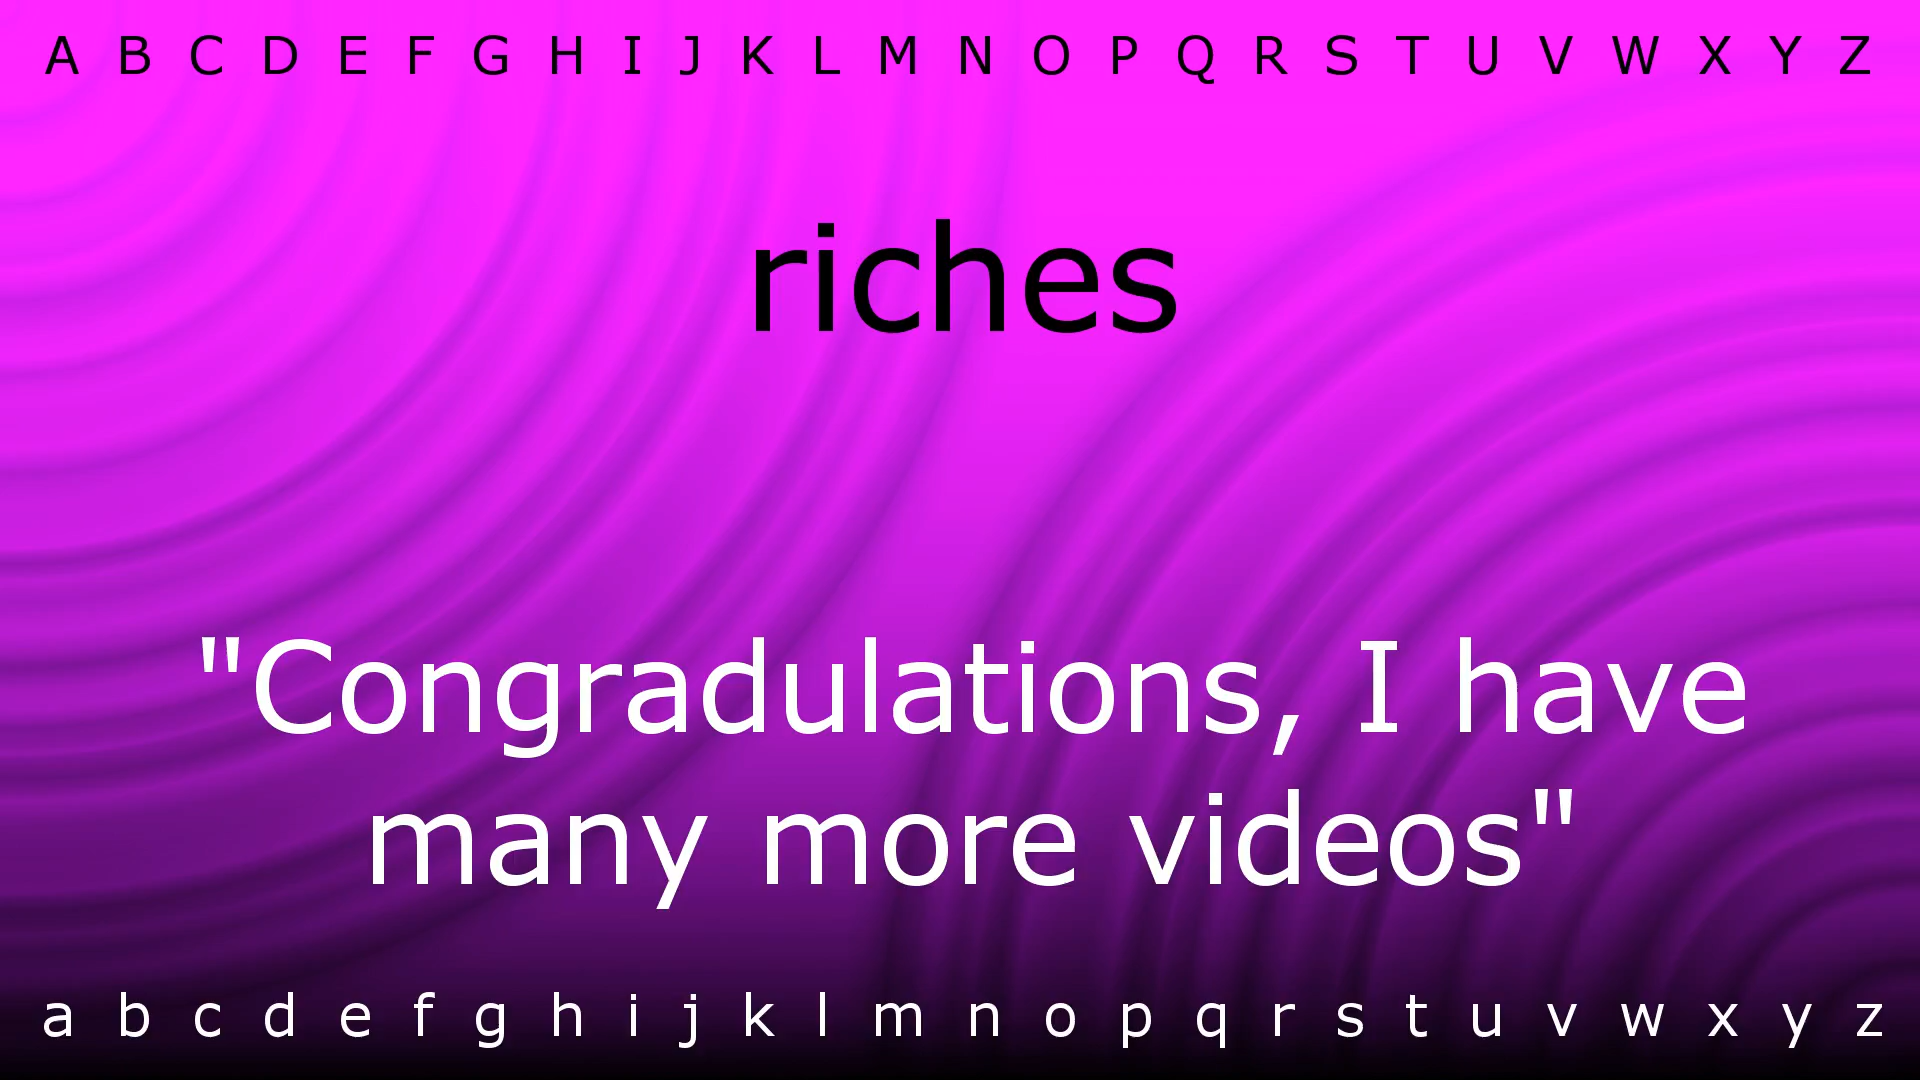 A B C D E F G H I J K L M N O P Q R S T U V W X Y Z
riches
"Congradulations, I have
many more videos"
a b c d e f g h i j k l m n o p q r s t u v w x y z